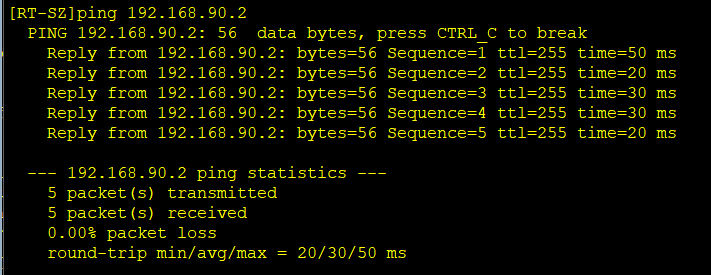 [RT-SZ]ping 192.168.90.2
PING 192.168.90.2: 56  data bytes, press CTRL_C to break
Reply from 192.168.90.2: bytes=56 Sequence=1 ttl=255 time=50 ms
Reply from 192.168.90.2: bytes=56 Sequence=2 ttl=255 time=20 ms
Reply from 192.168.90.2: bytes=56 Sequence=3 ttl=255 time=30 ms
Reply from 192.168.90.2: bytes=56 Sequence=4 ttl=255 time=30 ms
Reply from 192.168.90.2: bytes=56 Sequence=5 ttl=255 time=20 ms
--- 192.168.90.2 ping statistics ---
5 packet(s) transmitted
5 packet(s) received
0.00% packet loss
round-trip min/avg/max = 20/30/50 ms